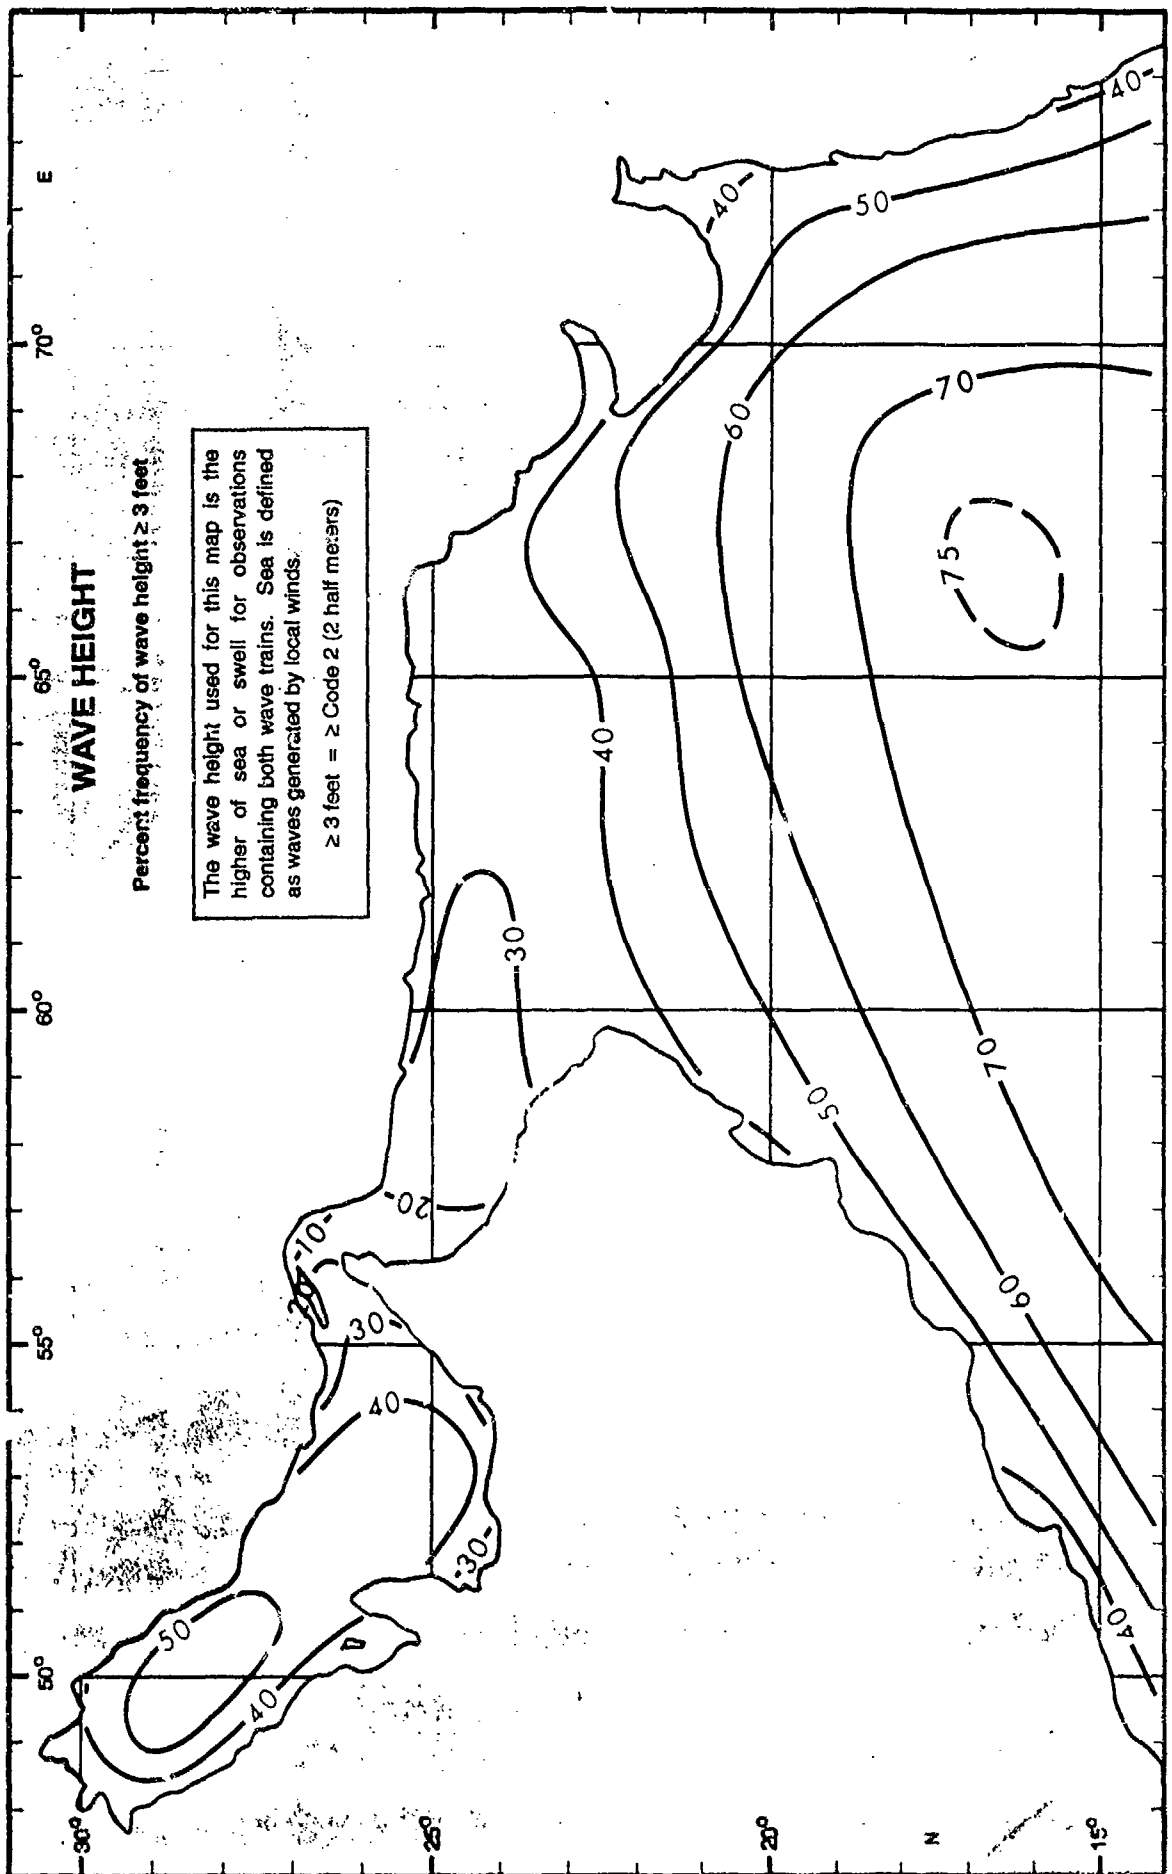 WAVE HEIGHT
Percent frequency of wave height ≥ 3 feet
The wave height used for this map is the
higher of sea or swell for observations
containing both wave trains. Sea is defined
as waves generated by local winds.
≥ 3 feet = ≥ Code 2 (2 half meters)
50° 55° 60° 65° 70° E
30°
25°
20°
N
15°
50
40
40
30
30
20
10
20
30
40
50
60
70
75
70
60
50
40
40
40